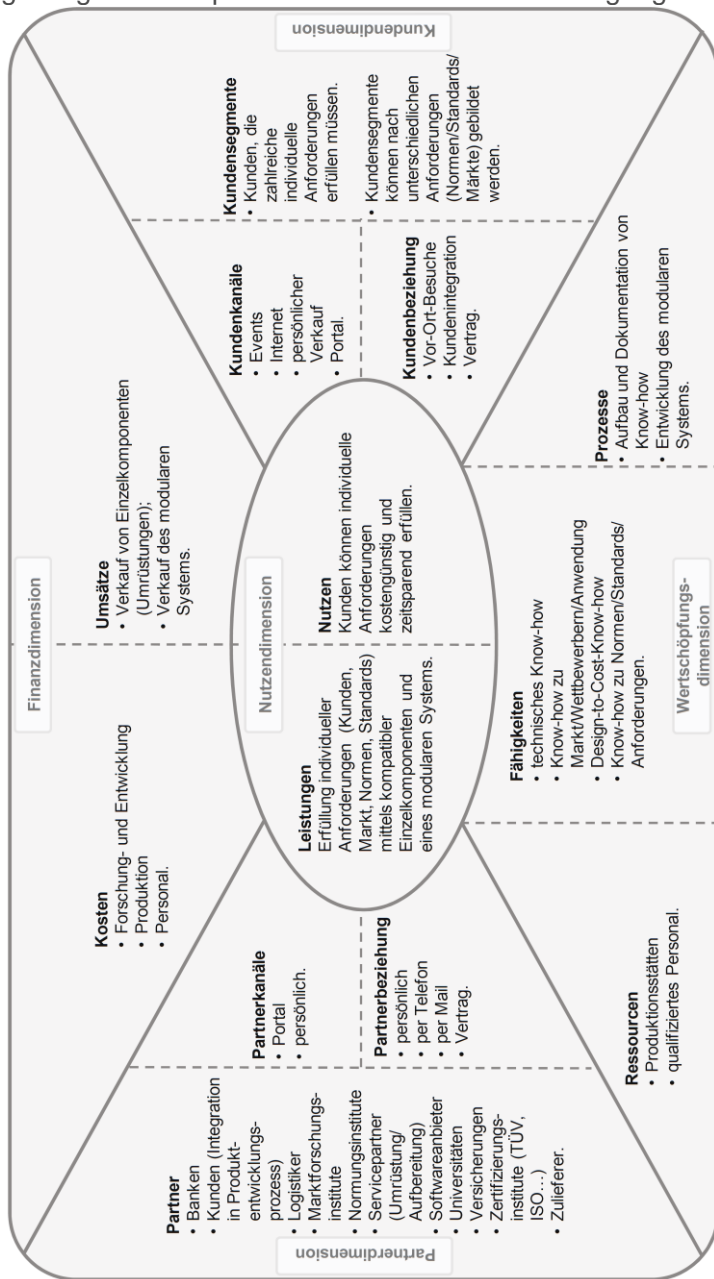 Finanzdimension
Kosten
• Forschung- und Entwicklung
• Produktion
• Personal.
Umsätze
• Verkauf von Einzelkomponenten
(Umrüstungen);
• Verkauf des modularen
Systems.
Partnerdimension
Partner
• Banken
• Kunden (Integration
in Produkt-
entwicklungs-
prozess)
• Logistiker
• Marktforschungs-
institute
• Normungsinstitute
• Servicepartner
(Umrüstung/
Aufbereitung)
• Softwareanbieter
• Universitäten
• Versicherungen
• Zertifizierungs-
institute (TÜV,
ISO...)
• Zulieferer.
Partnerkanäle
• Portal
• persönlich.
Partnerbeziehung
• persönlich
• per Telefon
• per Mail
• Vertrag.
Nutzendimension
Leistungen
Erfüllung individueller
Anforderungen (Kunden,
Markt, Normen, Standards)
mittels kompatibler
Einzelkomponenten und
eines modularen Systems.
Nutzen
Kunden können individuelle
Anforderungen
kostengünstig und
zeitsparend erfüllen.
Kundenkanäle
• Events
• Internet
• persönlicher
Verkauf
• Portal.
Kundenbeziehung
• Vor-Ort-Besuche
• Kundenintegration
• Vertrag.
Kundensegmente
• Kunden, die
zahlreiche
individuelle
Anforderungen
erfüllen müssen.
• Kundensegmente
können nach
unterschiedlichen
Anforderungen
(Normen/Standards/
Märkte) gebildet
werden.
Kundendimension
Ressourcen
• Produktionsstätten
• qualifiziertes Personal.
Fähigkeiten
• technisches Know-how
• Know-how zu
Markt/Wettbewerbern/Anwendung
• Design-to-Cost-Know-how
• Know-how zu Normen/Standards/
Anforderungen.
Prozesse
• Aufbau und Dokumentation von
Know-how
• Entwicklung des modularen
Systems.
Wertschöpfungs-
dimension